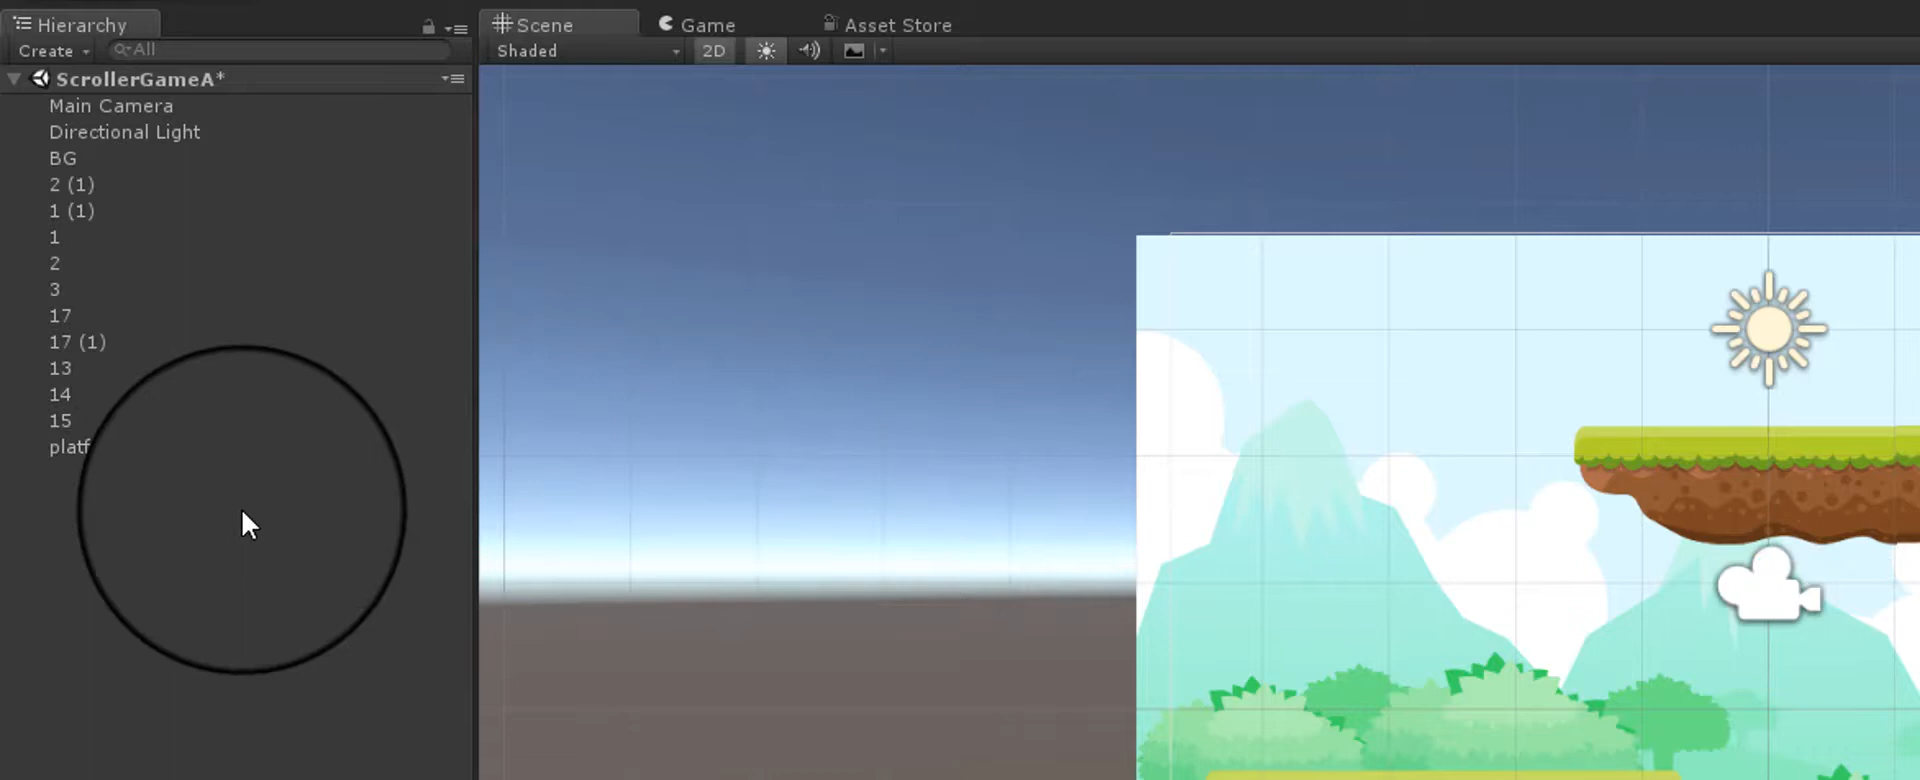 Hierarchy
Create All
ScrollerGameA*
Main Camera
Directional Light
BG
2 (1)
1 (1)
1
2
3
17
17 (1)
13
14
15
Scene Game Asset Store
Shaded 2D